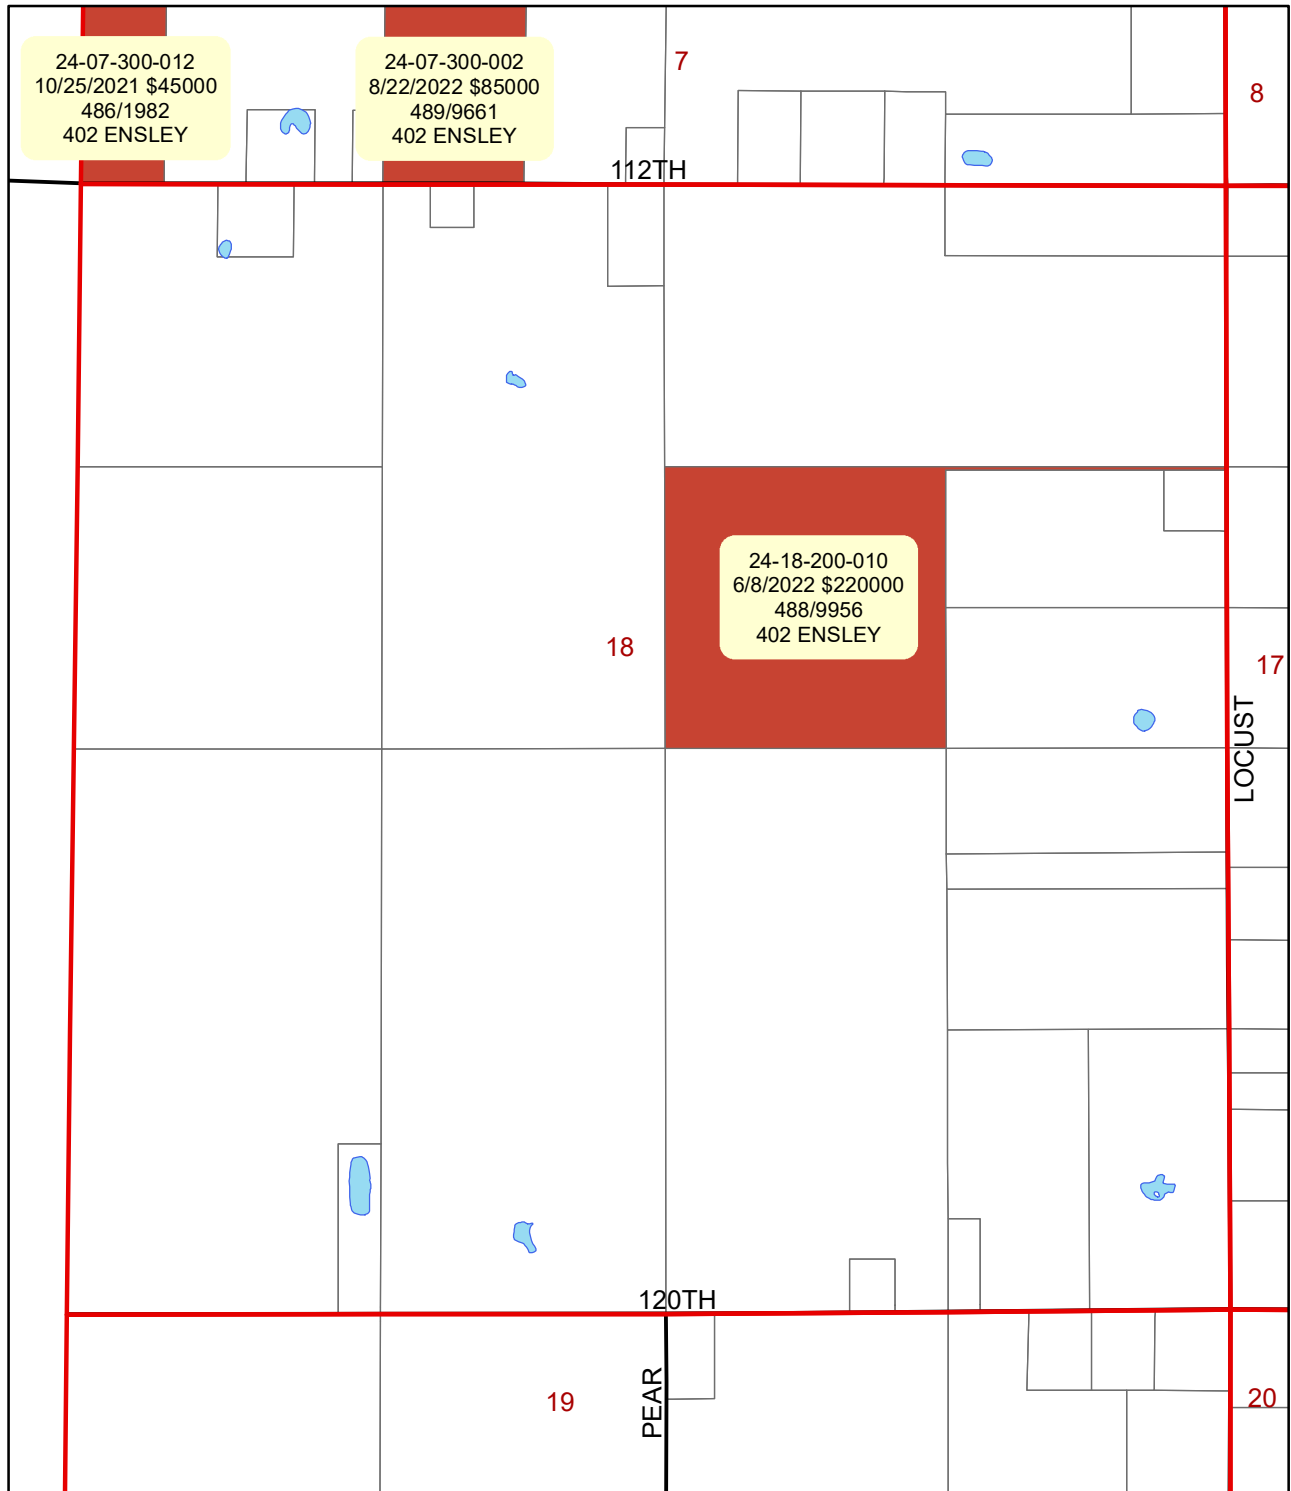 24-07-300-012
10/25/2021 $45000
486/1982
402 ENSLEY
24-07-300-002
8/22/2022 $85000
489/9661
402 ENSLEY
7
8
112TH
24-18-200-010
6/8/2022 $220000
488/9956
402 ENSLEY
18
17
LOCUST
120TH
PEAR
19
20